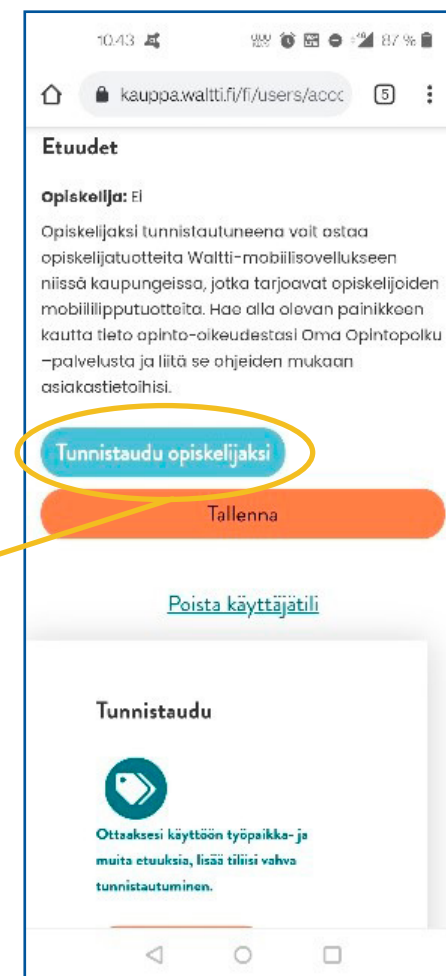 10.43
87 %
kauppa.waltti.fi/fi/users/accc
5
Etuudet
Opiskelija: Ei
Opiskelijaksi tunnistautuneena voit ostaa
opiskelijatuotteita Waltti-mobiilisovellukseen
niissä kaupungeissa, jotka tarjoavat opiskelijoiden
mobiililipputuotteita. Hae alla olevan painikkeen
kautta tieto opinto-oikeudestasi Oma Opintopolku
–palvelusta ja liitä se ohjeiden mukaan
asiakastietoihisi.
Tunnistaudu opiskelijaksi
Tallenna
Poista käyttäjätili
Tunnistaudu
Ottaaksesi käyttöön työpaikka- ja
muita etuuksia, lisää tiliisi vahva
tunnistautuminen.